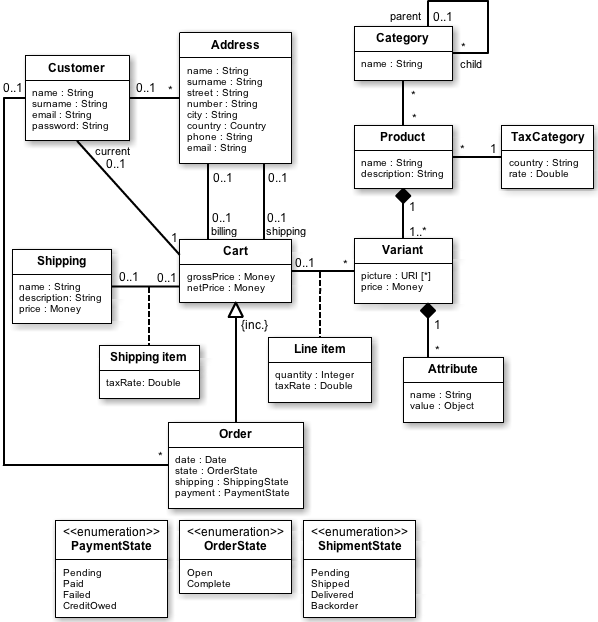 parent
0..1
Category
name : String
*
child
Address
name : String
surname : String
street : String
number : String
city : String
country : Country
phone : String
email : String
Customer
name : String
surname : String
email : String
password: String
0..1
0..1
*
current
0..1
1
*
*
Product
name : String
description: String
*
1
TaxCategory
country : String
rate : Double
0..1
0..1
0..1
billing
0..1
shipping
1
1..*
Shipping
name : String
description: String
price : Money
0..1
0..1
Cart
grossPrice : Money
netPrice : Money
0..1
*
Variant
picture : URI [*]
price : Money
{inc.}
1
*
Shipping item
taxRate: Double
Line item
quantity : Integer
taxRate : Double
Attribute
name : String
value : Object
*
Order
date : Date
state : OrderState
shipping : ShippingState
payment : PaymentState
<<enumeration>>
PaymentState
Pending
Paid
Failed
CreditOwed
<<enumeration>>
OrderState
Open
Complete
<<enumeration>>
ShipmentState
Pending
Shipped
Delivered
Backorder